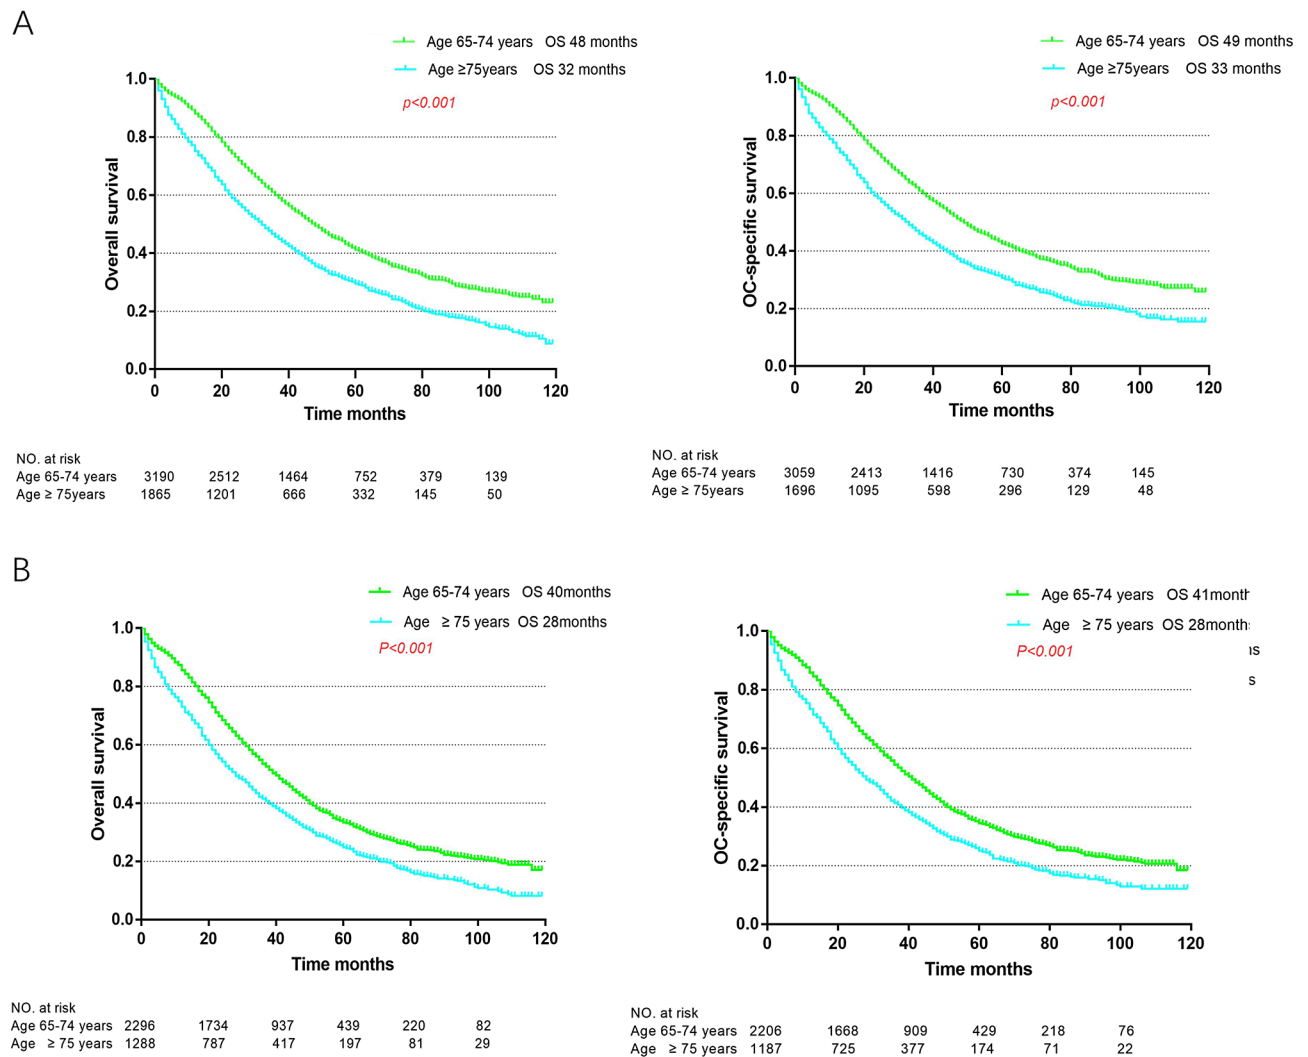 A
Age 65-74 years OS 48 months
Age ≥75years OS 32 months
p<0.001
1.0
0.8
0.6
0.4
0.2
0.0
Overall survival
0 20 40 60 80 100 120
Time months
NO. at risk
Age 65-74 years 3190 2512 1464 752 379 139
Age ≥ 75years 1865 1201 666 332 145 50
Age 65-74 years OS 49 months
Age ≥75years OS 33 months
p<0.001
1.0
0.8
0.6
0.4
0.2
0.0
OC-specific survival
0 20 40 60 80 100 120
Time months
NO. at risk
Age 65-74 years 3059 2413 1416 730 374 145
Age ≥ 75years 1696 1095 598 296 129 48
B
Age 65-74 years OS 40months
Age ≥ 75 years OS 28months
P<0.001
1.0
0.8
0.6
0.4
0.2
0.0
Overall survival
0 20 40 60 80 100 120
Time months
NO. at risk
Age 65-74 years 2296 1734 937 439 220 82
Age ≥ 75 years 1288 787 417 197 81 29
Age 65-74 years OS 41month
Age ≥ 75 years OS 28months
P<0.001
s
1.0
0.8
0.6
0.4
0.2
0.0
OC-specific survival
0 20 40 60 80 100 120
Time months
NO. at risk
Age 65-74 years 2206 1668 909 429 218 76
Age ≥ 75 years 1187 725 377 174 71 22